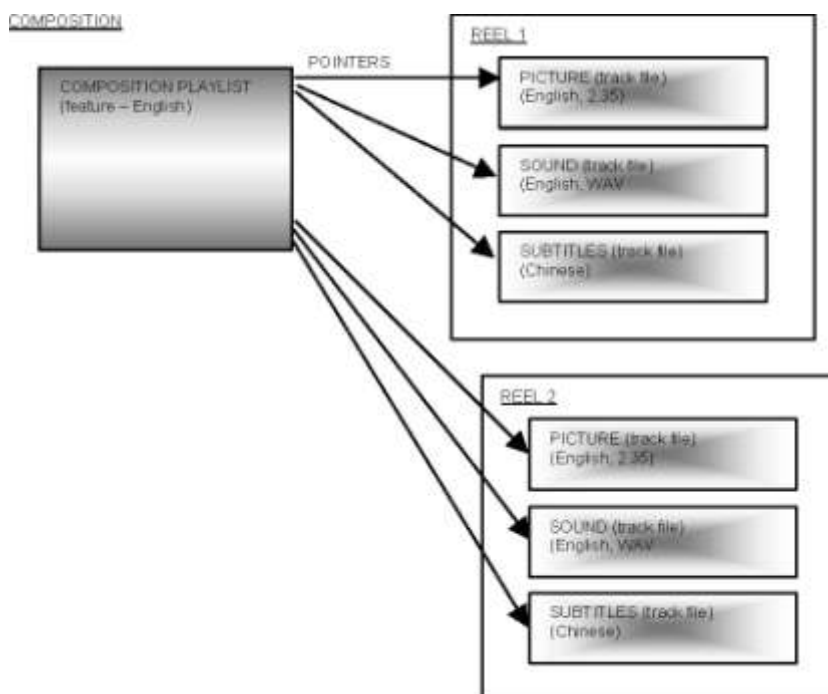 COMPOSITION
COMPOSITION PLAYLIST
(feature – English)
POINTERS
REEL 1
PICTURE (track file)
(English, 2.35)
SOUND (track file)
(English, WAV
SUBTITLES (track file)
(Chinese)
REEL 2
PICTURE (track file)
(English, 2.35)
SOUND (track file)
(English, WAV
SUBTITLES (track file)
(Chinese)